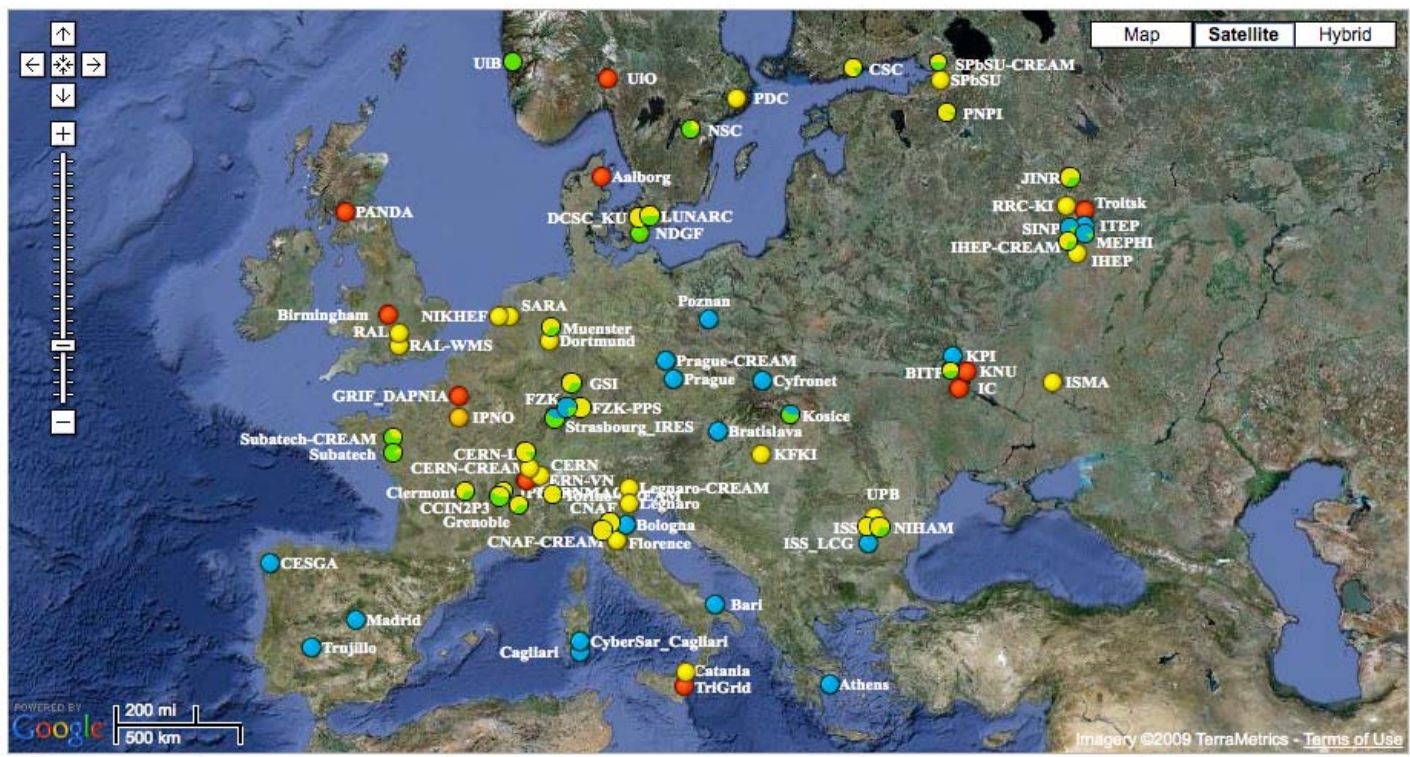 Map
Satellite
Hybrid
UiB
UiO
CSC
SPbSU-CREAM
SPbSU
PDC
PNPI
NSC
Aalborg
JINR
RRC-KI
Troitsk
PANDA
DCSC_KU
LUNARC
NDGF
SINP
ITEP
MEPHI
IHEP-CREAM
IHEP
Poznan
SARA
Birmingham
NIKHEF
RAL
Muenster
Dortmund
RAL-WMS
KPI
Prague-CREAM
BITP
KNU
Prague
Cyfronet
IC
ISMA
GSI
GRIF_DAPNIA
FZK
FZK-PPS
IPNO
Kosice
Strasbourg_IRES
Bratislava
Subatech-CREAM
Subatech
KFKI
CERN-CREAM
CERN
Clermont
Legnaro-CREAM
Legnaro
CCIN2P3
CNAF
UPB
Grenoble
Bologna
ISS
NIHAM
CNAF-CREAM
Florence
ISS_LCG
CESGA
Bari
Madrid
Trujillo
CyberSar_Cagliari
Cagliari
Catania
TriGrid
Athens
POWERED BY
Google
200 mi
500 km
Imagery ©2009 TerraMetrics - Terms of Use